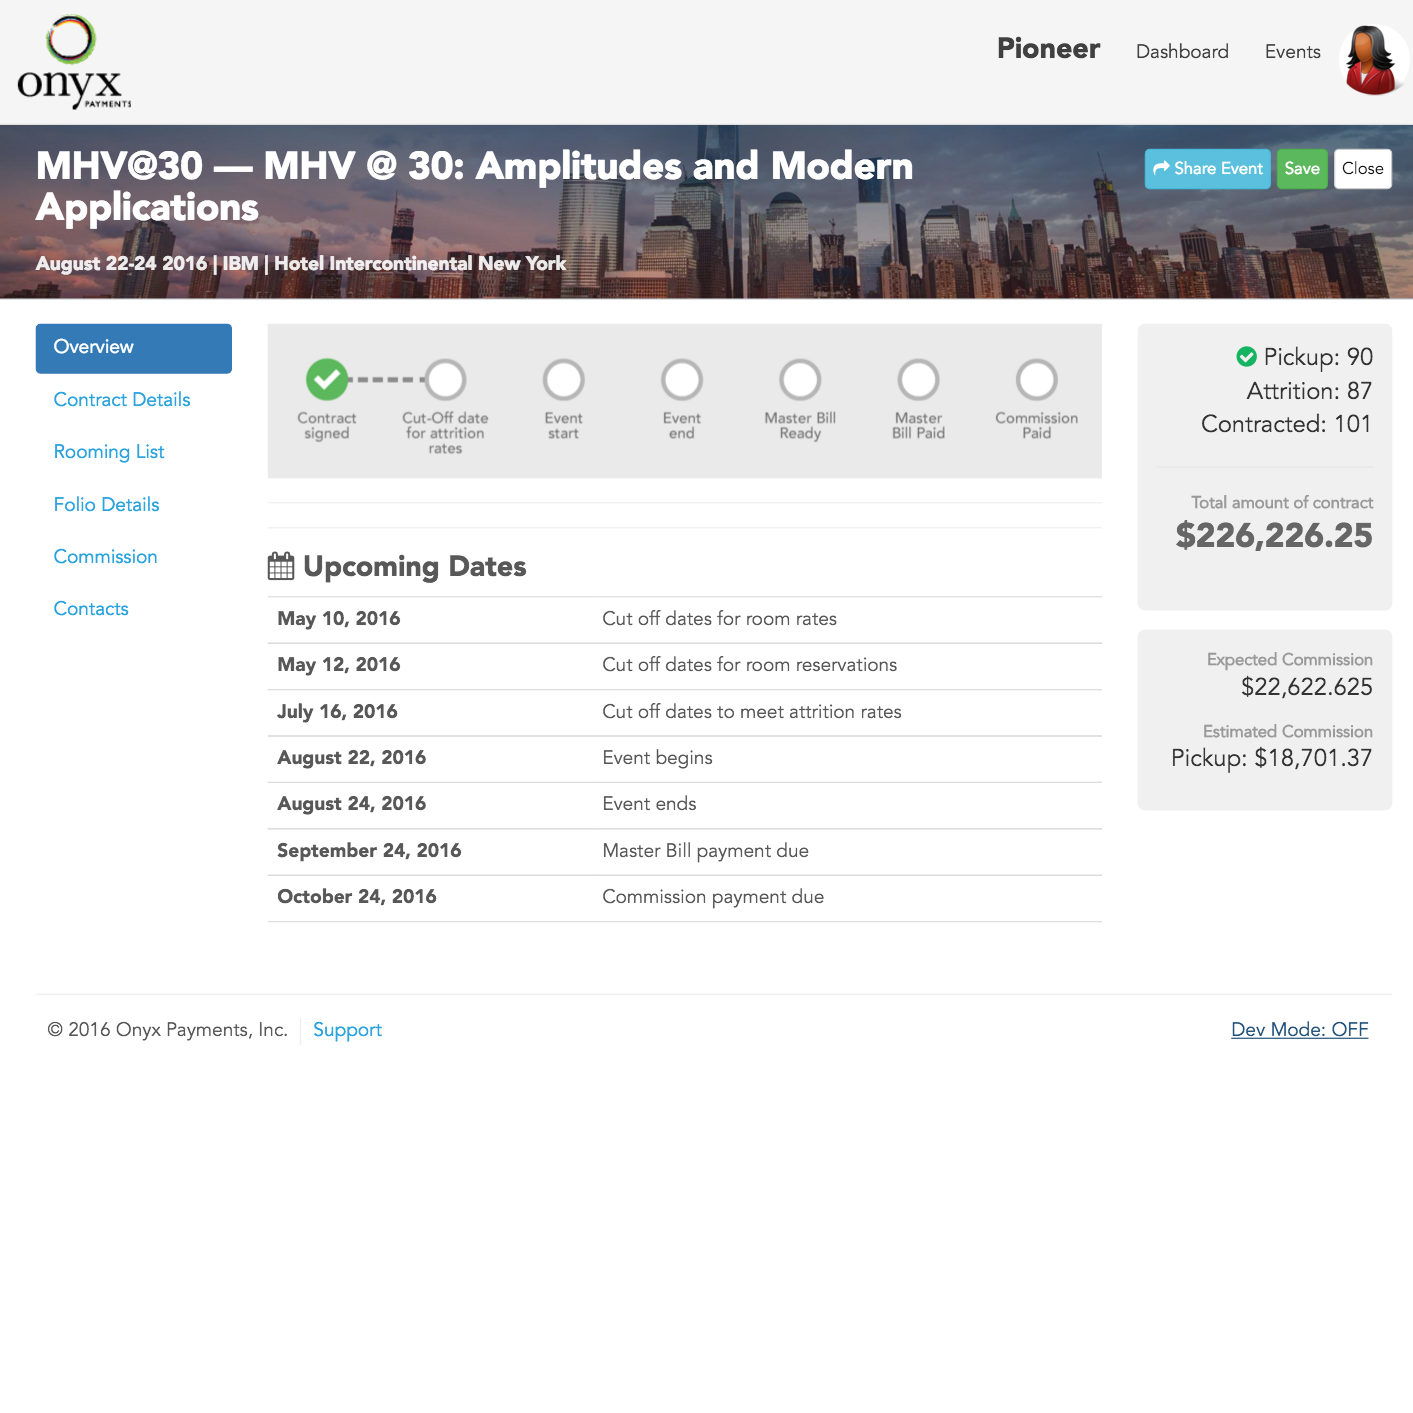 onyx
PAYMENTS
Pioneer
Dashboard
Events
MHV@30 — MHV @ 30: Amplitudes and Modern
Applications
August 22-24 2016 | IBM | Hotel Intercontinental New York
Share Event
Save
Close
Overview
Contract Details
Rooming List
Folio Details
Commission
Contacts
Contract
signed
Cut-Off date
for attrition
rates
Event
start
Event
end
Master Bill
Ready
Master
Bill Paid
Commission
Paid
Upcoming Dates
May 10, 2016 Cut off dates for room rates
May 12, 2016 Cut off dates for room reservations
July 16, 2016 Cut off dates to meet attrition rates
August 22, 2016 Event begins
August 24, 2016 Event ends
September 24, 2016 Master Bill payment due
October 24, 2016 Commission payment due
Pickup: 90
Attrition: 87
Contracted: 101
Total amount of contract
$226,226.25
Expected Commission
$22,622.625
Estimated Commission
Pickup: $18,701.37
© 2016 Onyx Payments, Inc.
Support
Dev Mode: OFF